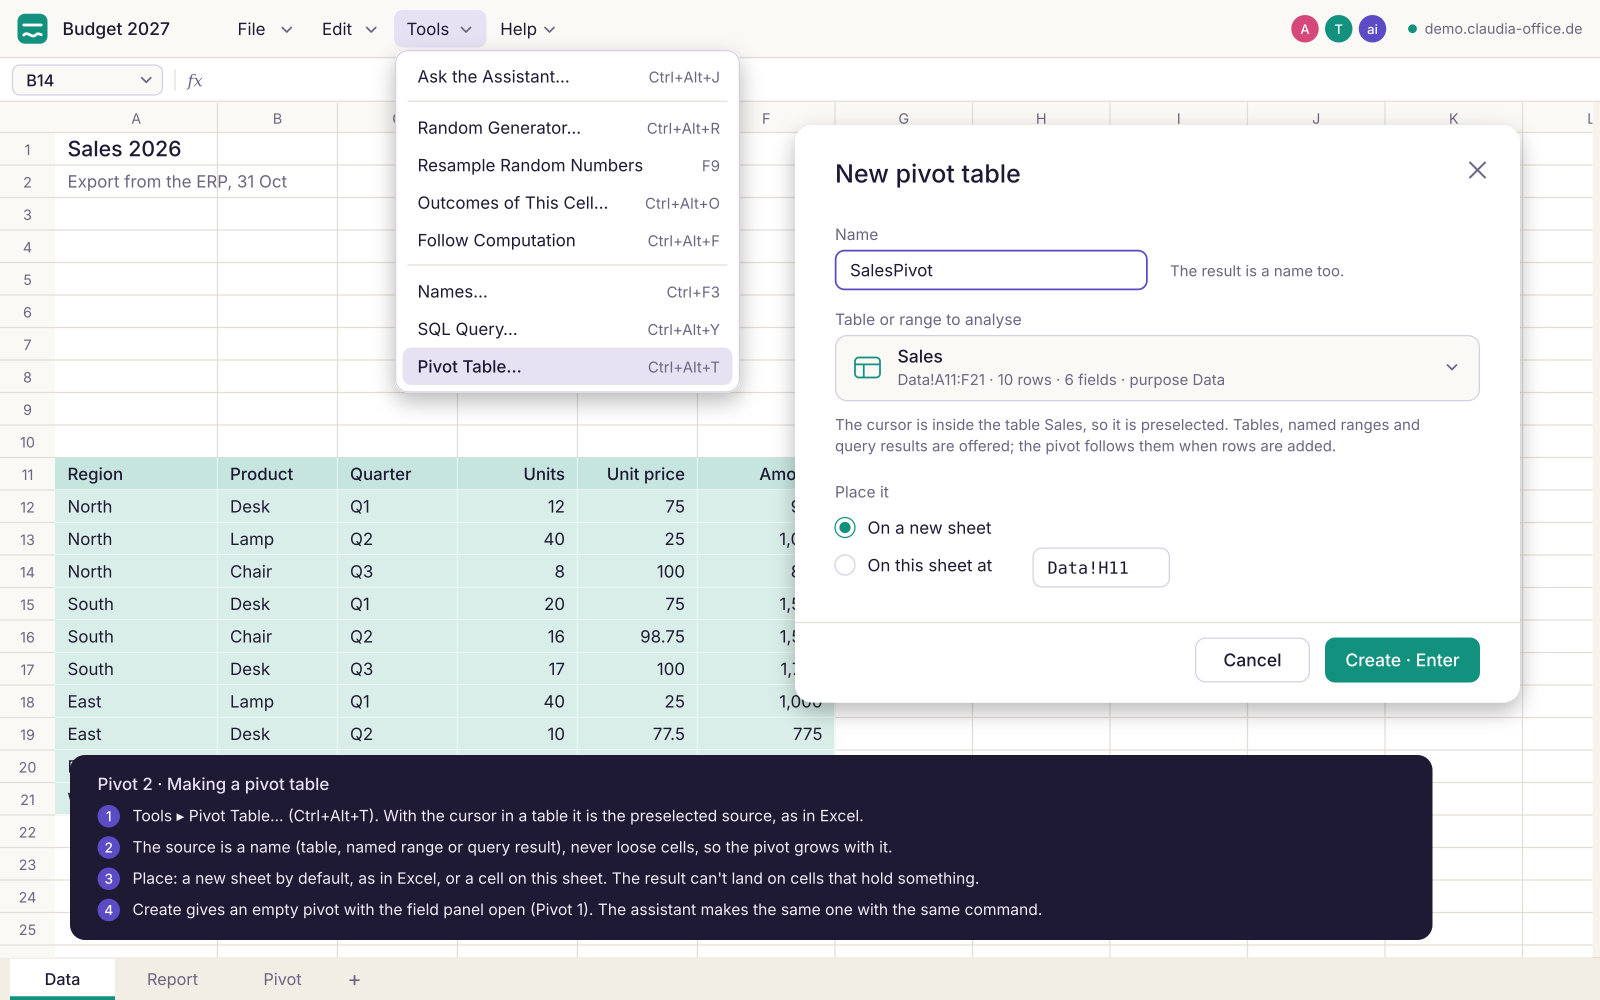 Budget 2027 File Edit Tools Help A T ai demo.claudia-office.de
B14 fx
Ask the Assistant... Ctrl+Alt+J
Random Generator... Ctrl+Alt+R
Resample Random Numbers F9
Outcomes of This Cell... Ctrl+Alt+O
Follow Computation Ctrl+Alt+F
Names... Ctrl+F3
SQL Query... Ctrl+Alt+Y
Pivot Table... Ctrl+Alt+T
A B F G H I J K
1 Sales 2026
2 Export from the ERP, 31 Oct
3
4
5
6
7
8
9
10
11 Region Product Quarter Units Unit price
12 North Desk Q1 12 75
13 North Lamp Q2 40 25
14 North Chair Q3 8 100
15 South Desk Q1 20 75
16 South Chair Q2 16 98.75
17 South Desk Q3 17 100
18 East Lamp Q1 40 25 1,000
19 East Desk Q2 10 77.5 775
20
21
22
23
24
25
New pivot table
Name
SalesPivot The result is a name too.
Table or range to analyse
Sales
Data!A11:F21 · 10 rows · 6 fields · purpose Data
The cursor is inside the table Sales, so it is preselected. Tables, named ranges and
query results are offered; the pivot follows them when rows are added.
Place it
On a new sheet
On this sheet at Data!H11
Cancel Create · Enter
Pivot 2 · Making a pivot table
1 Tools ▸ Pivot Table... (Ctrl+Alt+T). With the cursor in a table it is the preselected source, as in Excel.
2 The source is a name (table, named range or query result), never loose cells, so the pivot grows with it.
3 Place: a new sheet by default, as in Excel, or a cell on this sheet. The result can't land on cells that hold something.
4 Create gives an empty pivot with the field panel open (Pivot 1). The assistant makes the same one with the same command.
Data Report Pivot +